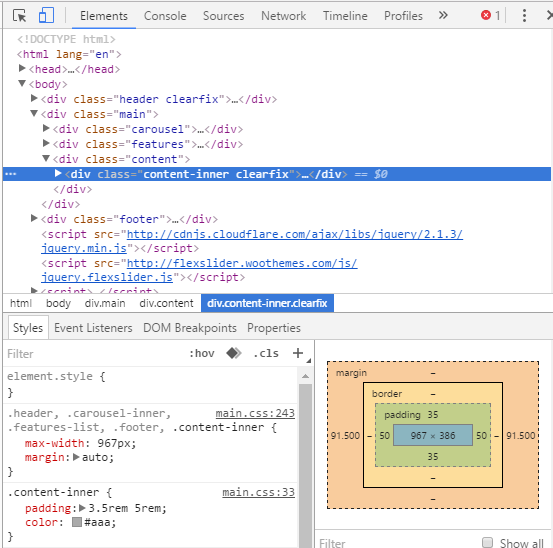 Elements Console Sources Network Timeline Profiles » 1
<!DOCTYPE html>
<html lang="en">
<head>…</head>
<body>
<div class="header clearfix">…</div>
<div class="main">
<div class="carousel">…</div>
<div class="features">…</div>
<div class="content">
… <div class="content-inner clearfix">…</div> == $0
</div>
</div>
<div class="footer">…</div>
<script src="http://cdnjs.cloudflare.com/ajax/libs/jquery/2.1.3/
jquery.min.js"></script>
<script src="http://flexslider.woothemes.com/js/
jquery.flexslider.js"></script>
<script>…</script>
html body div.main div.content div.content-inner.clearfix
Styles Event Listeners DOM Breakpoints Properties
Filter :hov .cls +
element.style {
}
.header, .carousel-inner, main.css:243
.features-list, .footer, .content-inner {
max-width: 967px;
margin: auto;
}
.content-inner { main.css:33
padding: 3.5rem 5rem;
color: #aaa;
margin –
border –
padding 35
91.500 – 50 967 × 386 50 – 91.500
35
–
–
Filter Show all